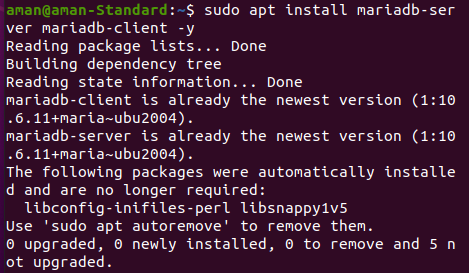 aman@aman-Standard:~$ sudo apt install mariadb-ser
ver mariadb-client -y
Reading package lists... Done
Building dependency tree
Reading state information... Done
mariadb-client is already the newest version (1:10
.6.11+maria~ubu2004).
mariadb-server is already the newest version (1:10
.6.11+maria~ubu2004).
The following packages were automatically installe
d and are no longer required:
  libconfig-inifiles-perl libsnappy1v5
Use 'sudo apt autoremove' to remove them.
0 upgraded, 0 newly installed, 0 to remove and 5 n
ot upgraded.